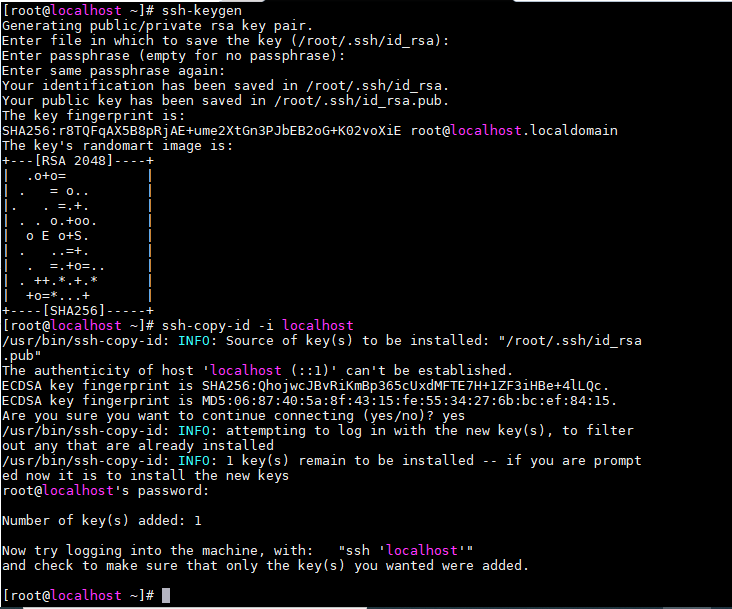 [root@localhost ~]# ssh-keygen
Generating public/private rsa key pair.
Enter file in which to save the key (/root/.ssh/id_rsa):
Enter passphrase (empty for no passphrase):
Enter same passphrase again:
Your identification has been saved in /root/.ssh/id_rsa.
Your public key has been saved in /root/.ssh/id_rsa.pub.
The key fingerprint is:
SHA256:r8TQFqAX5B8pRjAE+ume2XtGn3PJbEB2oG+K02voXiE root@localhost.localdomain
The key's randomart image is:
+---[RSA 2048]----+
|  .o+o=          |
| .   = o..       |
|.   . =.+.       |
| . . o.+oo.      |
|  o E o+S.       |
| .   ..=+.       |
|  .  =.+o=..     |
| . ++.*.+.*      |
|  +o=*...+       |
+----[SHA256]-----+
[root@localhost ~]# ssh-copy-id -i localhost
/usr/bin/ssh-copy-id: INFO: Source of key(s) to be installed: "/root/.ssh/id_rsa
.pub"
The authenticity of host 'localhost (::1)' can't be established.
ECDSA key fingerprint is SHA256:QhojwcJBvRiKmBp365cUxdMFTE7H+1ZF3iHBe+4lLQc.
ECDSA key fingerprint is MD5:06:87:40:5a:8f:43:15:fe:55:34:27:6b:bc:ef:84:15.
Are you sure you want to continue connecting (yes/no)? yes
/usr/bin/ssh-copy-id: INFO: attempting to log in with the new key(s), to filter
out any that are already installed
/usr/bin/ssh-copy-id: INFO: 1 key(s) remain to be installed -- if you are prompt
ed now it is to install the new keys
root@localhost's password:

Number of key(s) added: 1

Now try logging into the machine, with:   "ssh 'localhost'"
and check to make sure that only the key(s) you wanted were added.

[root@localhost ~]#